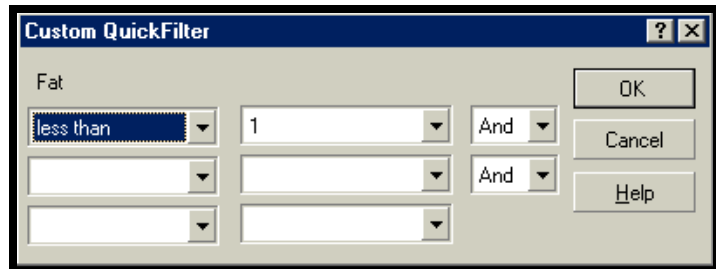 Custom QuickFilter
?
Fat
OK
less than 1 And
Cancel
And
Help